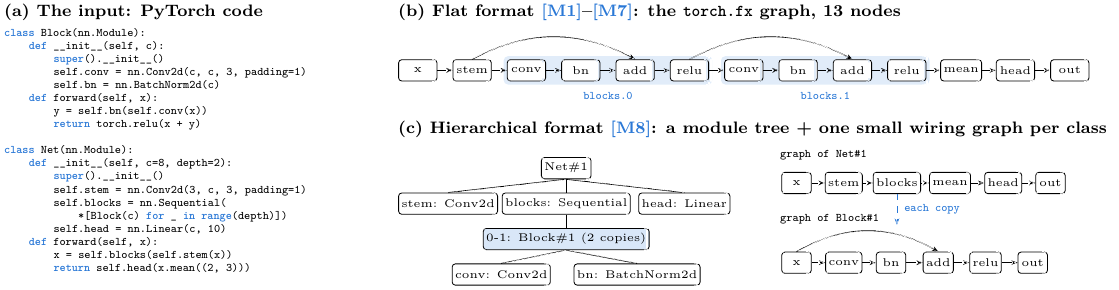 (a) The input: PyTorch code
class Block(nn.Module):
    def __init__(self, c):
        super().__init__()
        self.conv = nn.Conv2d(c, c, 3, padding=1)
        self.bn = nn.BatchNorm2d(c)
    def forward(self, x):
        y = self.bn(self.conv(x))
        return torch.relu(x + y)
class Net(nn.Module):
    def __init__(self, c=8, depth=2):
        super().__init__()
        self.stem = nn.Conv2d(3, c, 3, padding=1)
        self.blocks = nn.Sequential(
            *[Block(c) for _ in range(depth)])
        self.head = nn.Linear(c, 10)
    def forward(self, x):
        x = self.blocks(self.stem(x))
        return self.head(x.mean((2, 3)))
(b) Flat format [M1]–[M7]: the torch.fx graph, 13 nodes
x stem conv bn add relu conv bn add relu mean head out
blocks.0 blocks.1
(c) Hierarchical format [M8]: a module tree + one small wiring graph per class
Net#1
stem: Conv2d blocks: Sequential head: Linear
0-1: Block#1 (2 copies)
conv: Conv2d bn: BatchNorm2d
graph of Net#1
x stem blocks mean head out
each copy
graph of Block#1
x conv bn add relu out